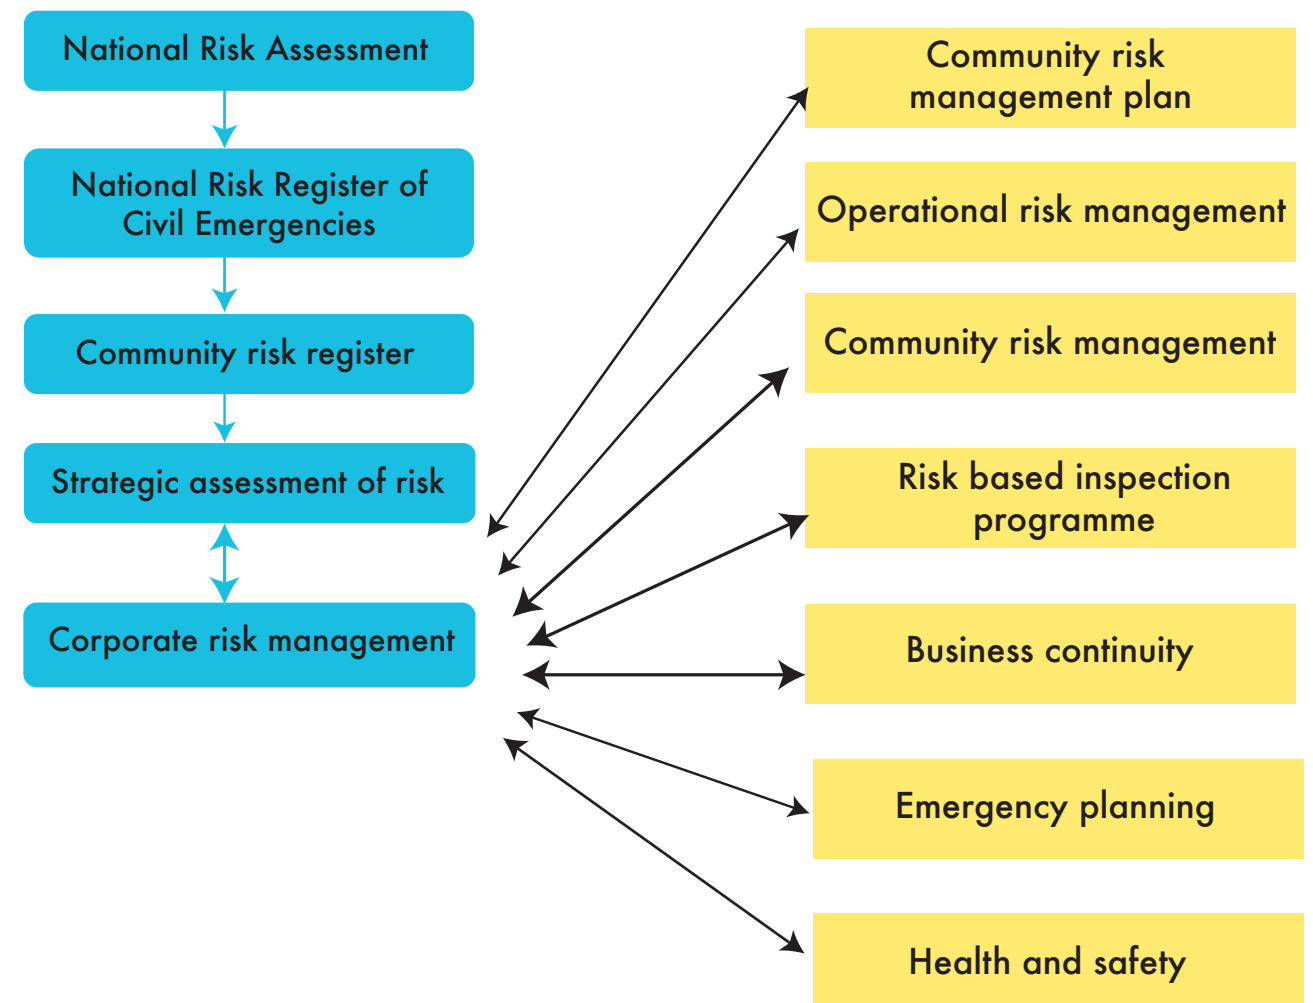 National Risk Assessment
National Risk Register of
Civil Emergencies
Community risk register
Strategic assessment of risk
Corporate risk management
Community risk
management plan
Operational risk management
Community risk management
Risk based inspection
programme
Business continuity
Emergency planning
Health and safety